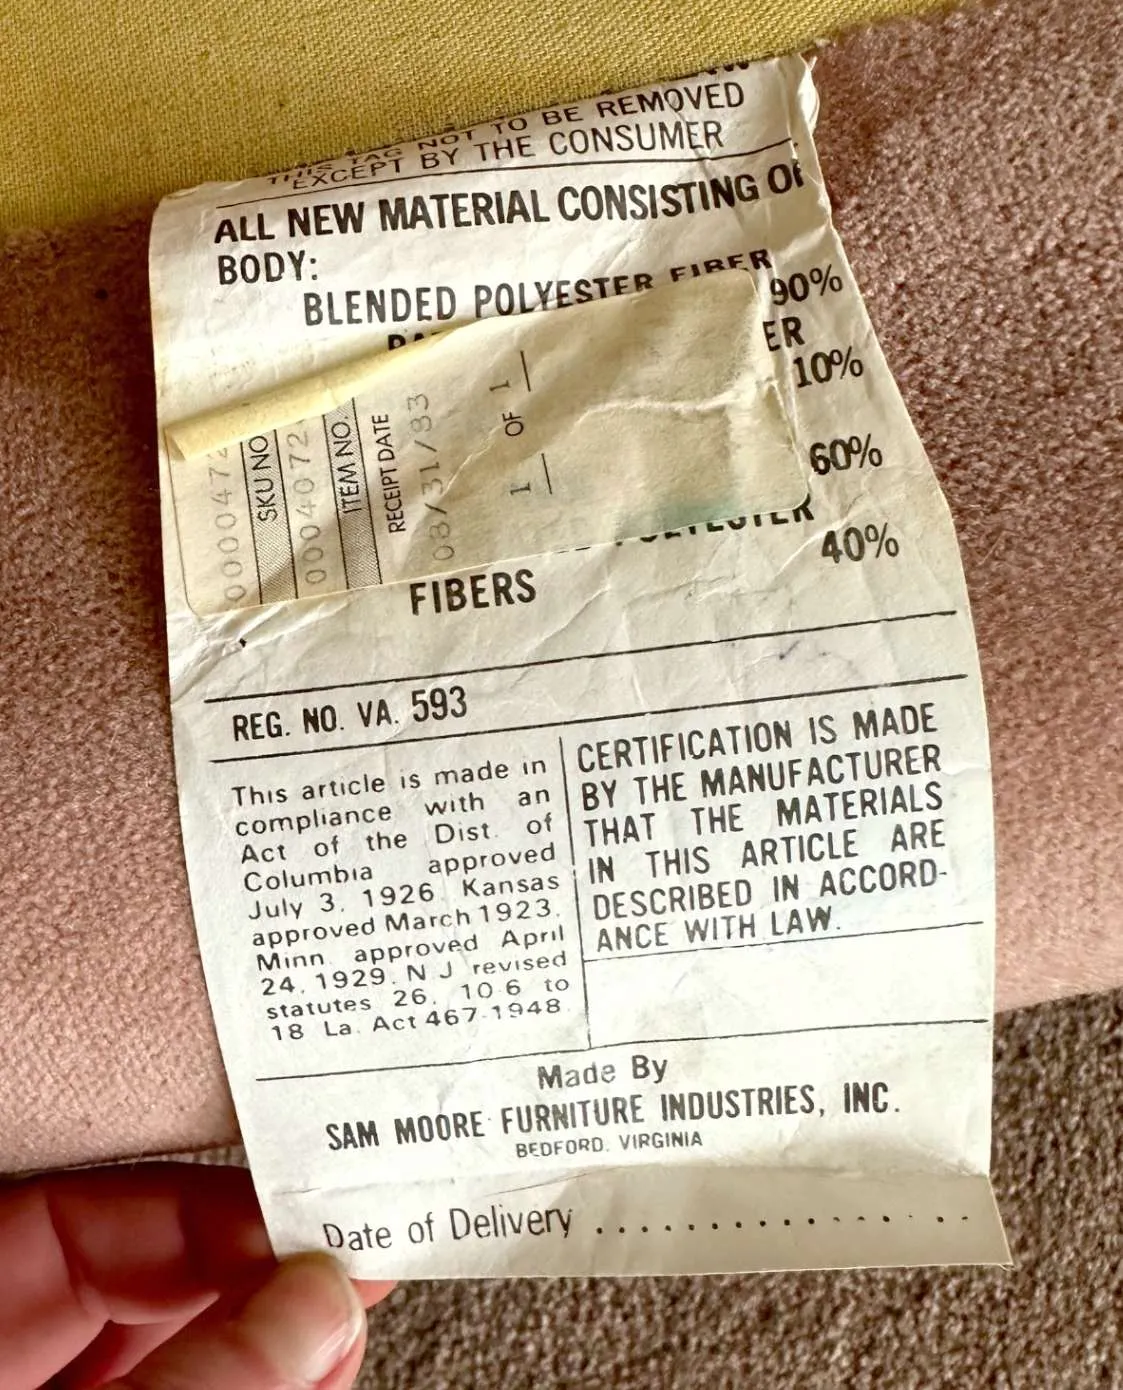 THIS TAG NOT TO BE REMOVED
EXCEPT BY THE CONSUMER
ALL NEW MATERIAL CONSISTING OF
BODY:
BLENDED POLYESTER FIBER
90%
ER
10%
60%
POLYESTER
40%
FIBERS
SKU NO.
ITEM NO.
RECEIPT DATE
1 OF 1
REG. NO. VA. 593
This article is made in
compliance with an
Act of the Dist. of
Columbia approved
July 3, 1926 Kansas
approved March 1923.
Minn. approved April
24, 1929. N J revised
statutes 26. 10-6 to
18 La. Act 467-1948.
CERTIFICATION IS MADE
BY THE MANUFACTURER
THAT THE MATERIALS
IN THIS ARTICLE ARE
DESCRIBED IN ACCORD-
ANCE WITH LAW.
Made By
SAM MOORE FURNITURE INDUSTRIES, INC.
BEDFORD, VIRGINIA
Date of Delivery ..................